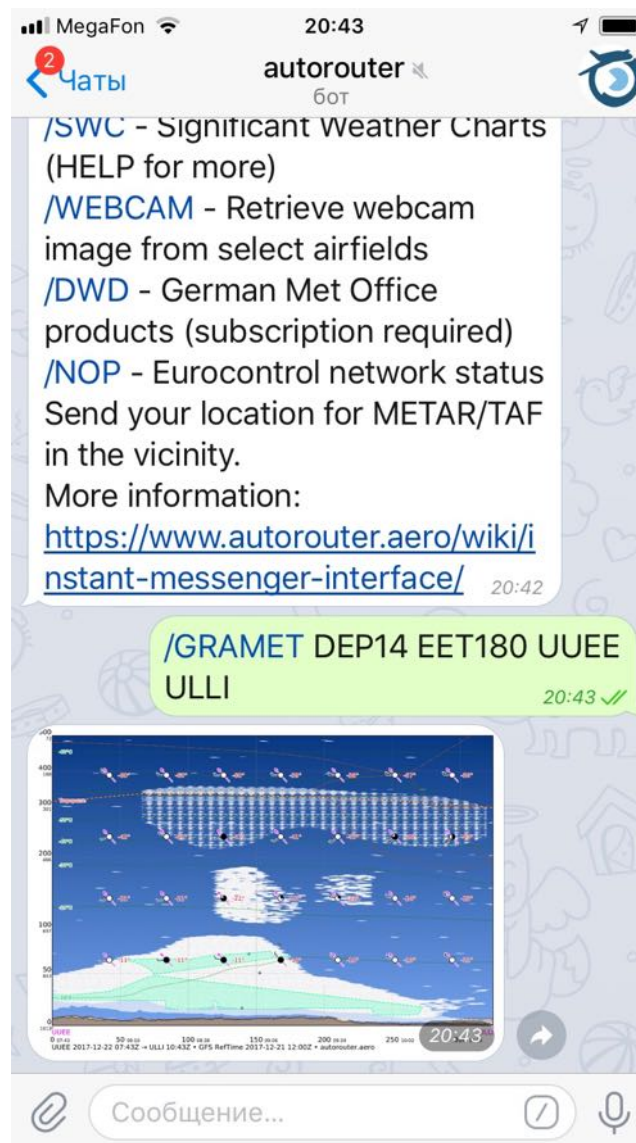 MegaFon 20:43
2
Чаты
autorouter
бот
/SWC - Significant Weather Charts
(HELP for more)
/WEBCAM - Retrieve webcam
image from select airfields
/DWD - German Met Office
products (subscription required)
/NOP - Eurocontrol network status
Send your location for METAR/TAF
in the vicinity.
More information:
https://www.autorouter.aero/wiki/i
nstant-messenger-interface/ 20:42
/GRAMET DEP14 EET180 UUEE
ULLI
20:43
400
300
200
100
50
0
UUEE
0 50 100 150 200 250
UUEE 2017-12-22 07:43Z → ULLI 10:43Z • GFS RefTime 2017-12-21 12:00Z • autorouter.aero
20:43
Сообщение...